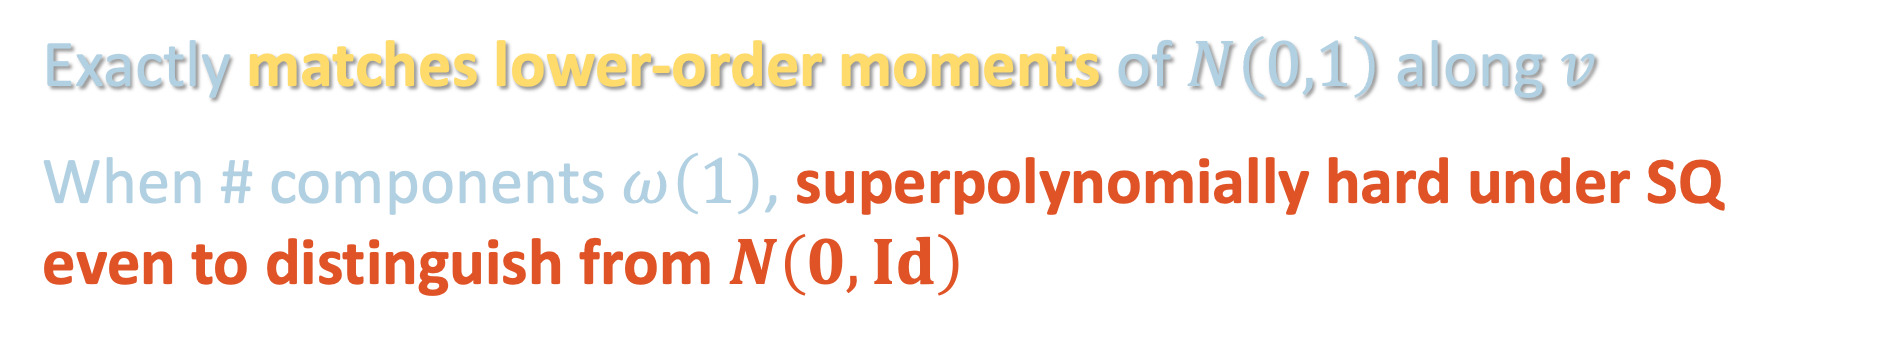 Exactly matches lower-order moments of N(0,1) along v
When # components ω(1), superpolynomially hard under SQ
even to distinguish from N(0, Id)